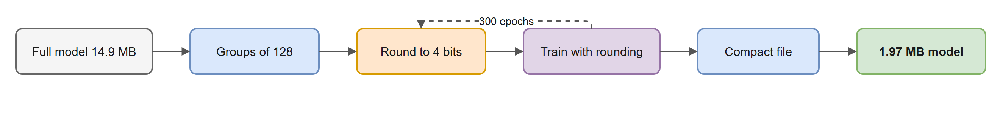 300 epochs
Full model 14.9 MB
Groups of 128
Round to 4 bits
Train with rounding
Compact file
1.97 MB model